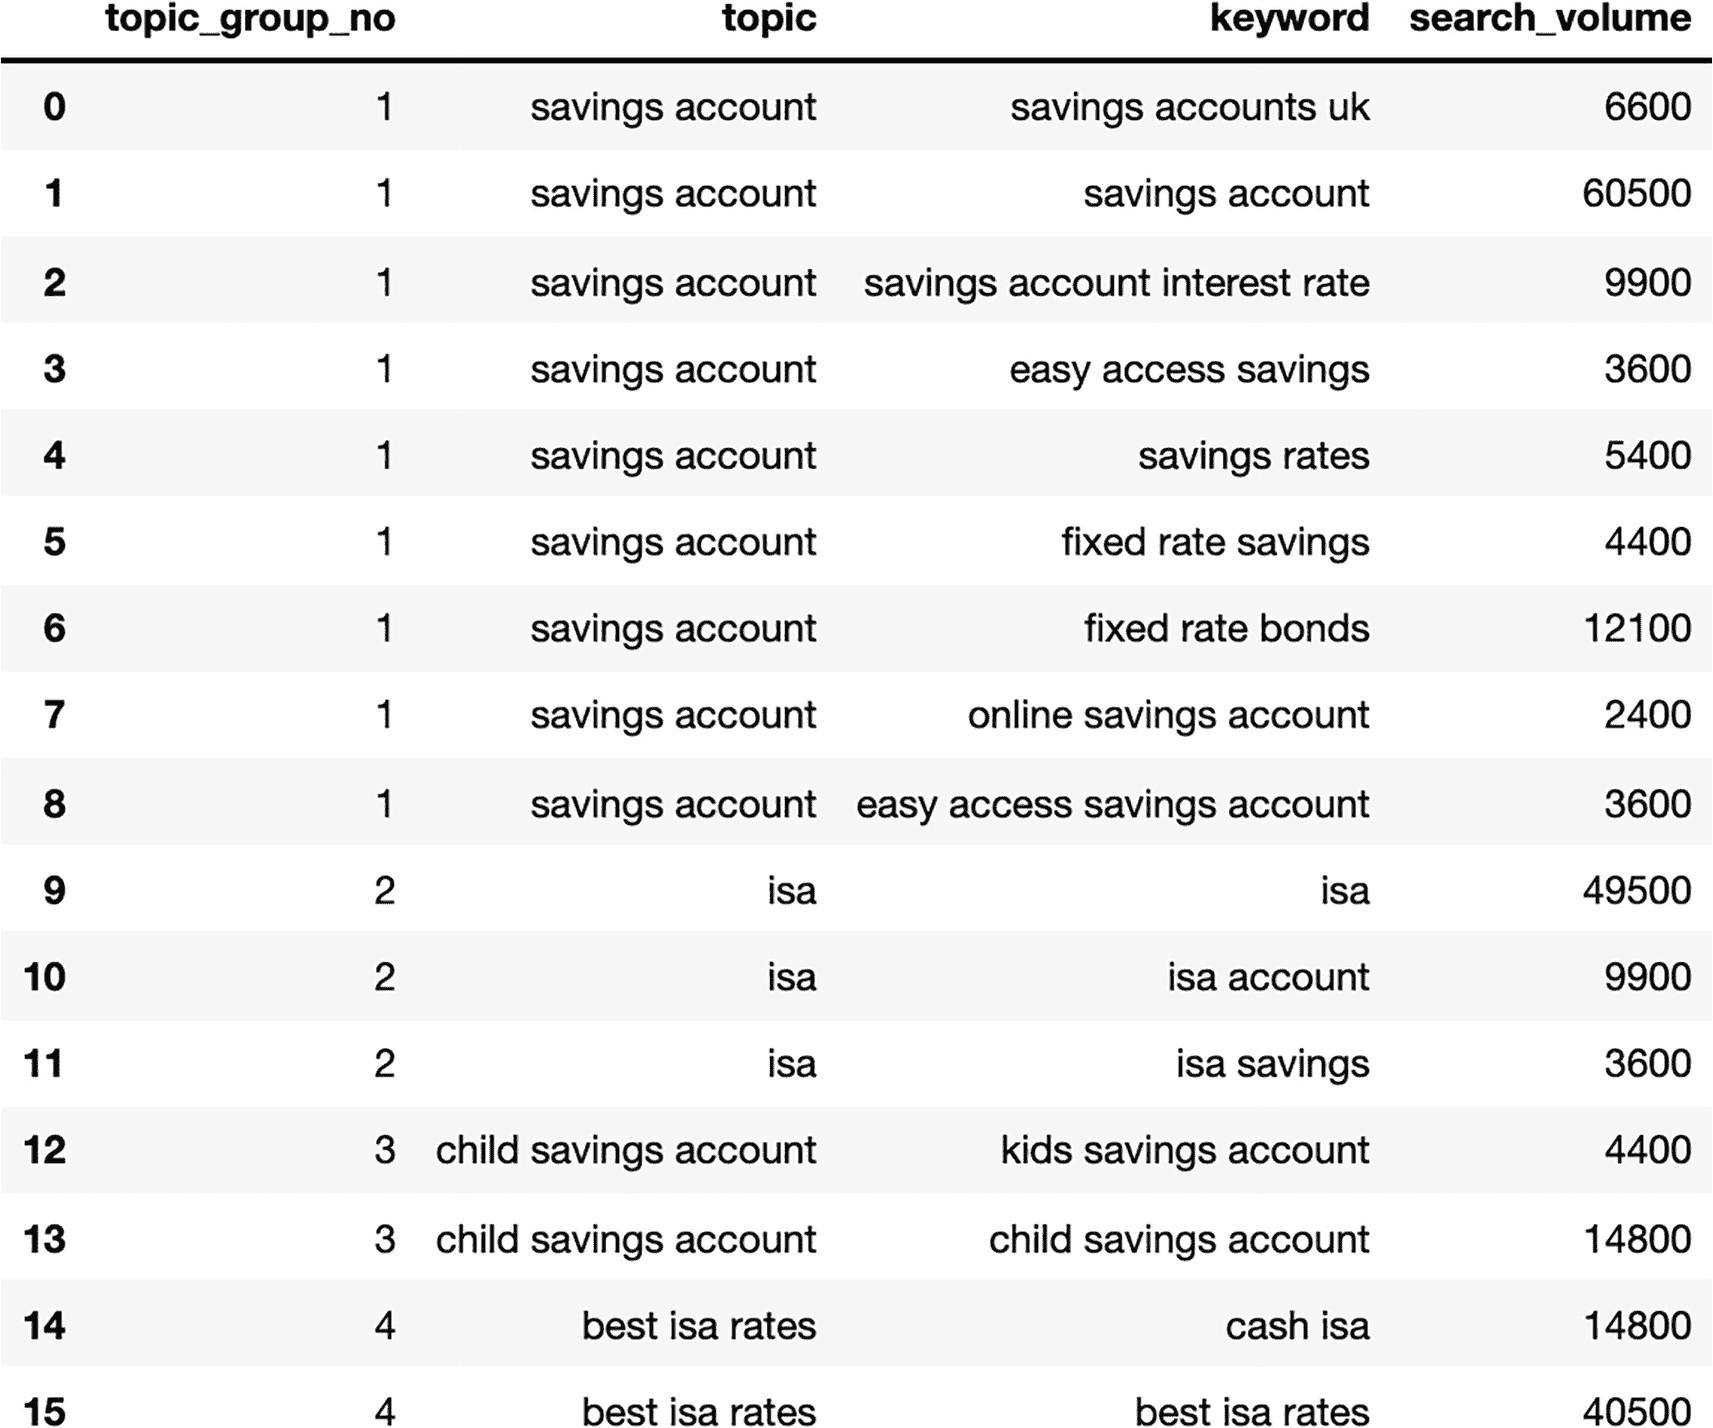 topic_group_no topic keyword search_volume
0 1 savings account savings accounts uk 6600
1 1 savings account savings account 60500
2 1 savings account savings account interest rate 9900
3 1 savings account easy access savings 3600
4 1 savings account savings rates 5400
5 1 savings account fixed rate savings 4400
6 1 savings account fixed rate bonds 12100
7 1 savings account online savings account 2400
8 1 savings account easy access savings account 3600
9 2 isa isa 49500
10 2 isa isa account 9900
11 2 isa isa savings 3600
12 3 child savings account kids savings account 4400
13 3 child savings account child savings account 14800
14 4 best isa rates cash isa 14800
15 4 best isa rates best isa rates 40500